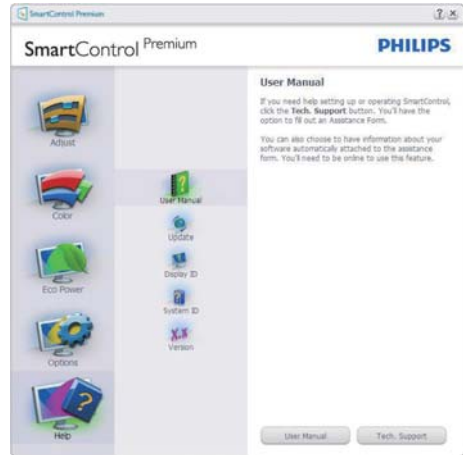 SmartControl Premium
SmartControl Premium
PHILIPS
Adjust
Color
Eco Power
Options
Help
User Manual
Update
Display ID
System ID
Version
User Manual
If you need help setting up or operating SmartControl,
click the Tech. Support button. You'll have the
option to fill out an Assistance Form.
You can also choose to have information about your
software automatically attached to the assistance
form. You'll need to be online to use this feature.
User Manual
Tech. Support